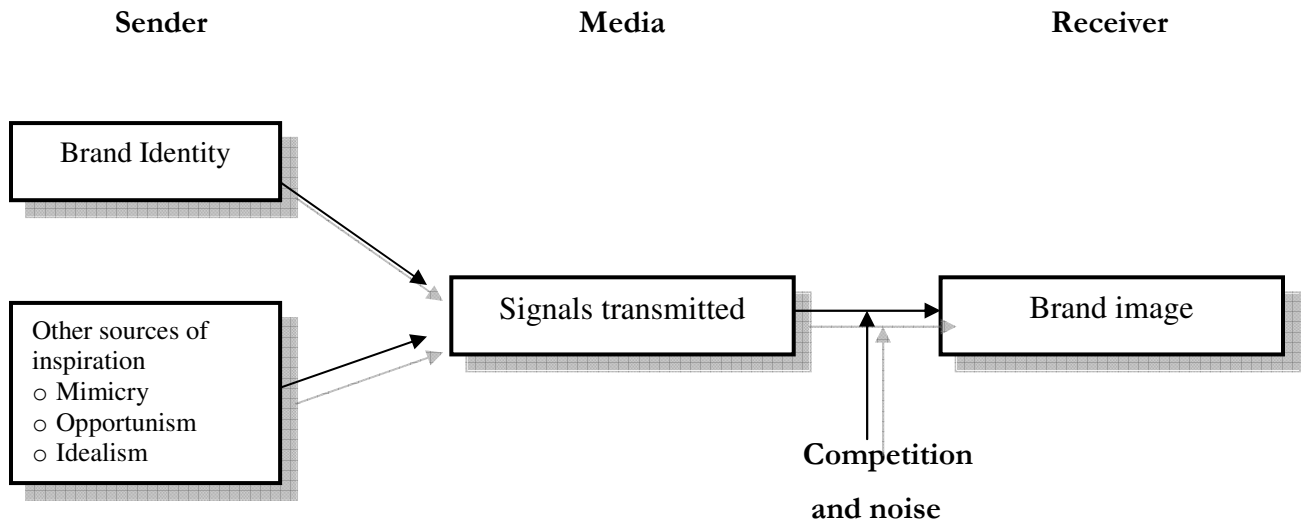 Sender
Media
Receiver
Brand Identity
Other sources of
inspiration
o Mimicry
o Opportunism
o Idealism
Signals transmitted
Brand image
Competition
and noise